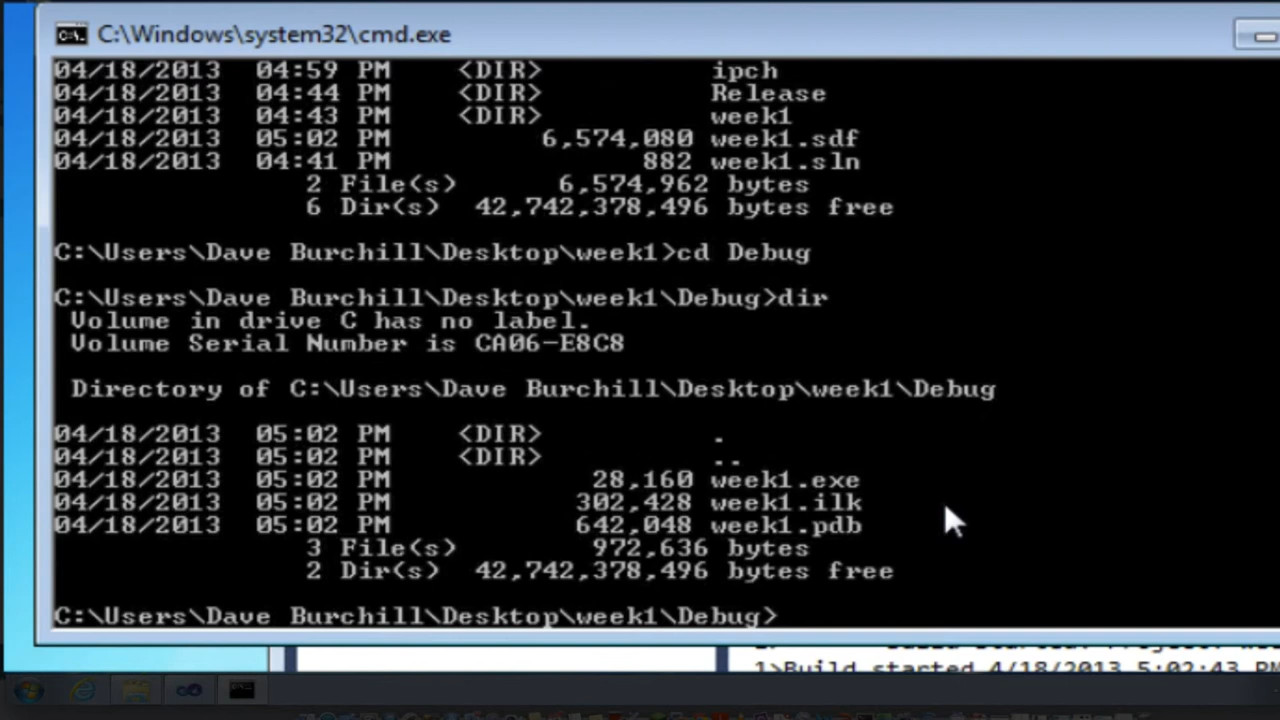 C:\Windows\system32\cmd.exe
04/18/2013  04:59 PM    <DIR>          ipch
04/18/2013  04:44 PM    <DIR>          Release
04/18/2013  04:43 PM    <DIR>          week1
04/18/2013  05:02 PM         6,574,080 week1.sdf
04/18/2013  04:41 PM               882 week1.sln
               2 File(s)      6,574,962 bytes
               6 Dir(s)  42,742,378,496 bytes free
C:\Users\Dave Burchill\Desktop\week1>cd Debug
C:\Users\Dave Burchill\Desktop\week1\Debug>dir
 Volume in drive C has no label.
 Volume Serial Number is CA06-E8C8
 Directory of C:\Users\Dave Burchill\Desktop\week1\Debug
04/18/2013  05:02 PM    <DIR>          .
04/18/2013  05:02 PM    <DIR>          ..
04/18/2013  05:02 PM            28,160 week1.exe
04/18/2013  05:02 PM           302,428 week1.ilk
04/18/2013  05:02 PM           642,048 week1.pdb
               3 File(s)        972,636 bytes
               2 Dir(s)  42,742,378,496 bytes free
C:\Users\Dave Burchill\Desktop\week1\Debug>
1>Build started 4/18/2013 5:02:43 PM